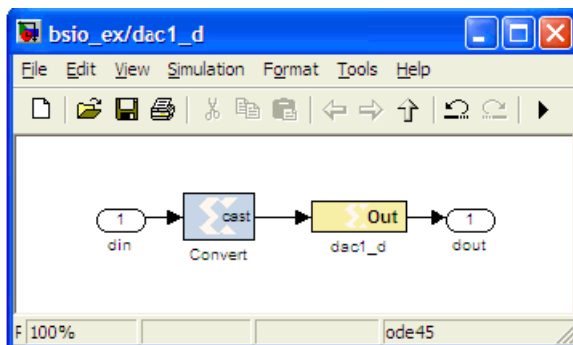 bsio_ex/dac1_d
File Edit View Simulation Format Tools Help
1 cast Out 1
din Convert dac1_d dout
F 100% ode45